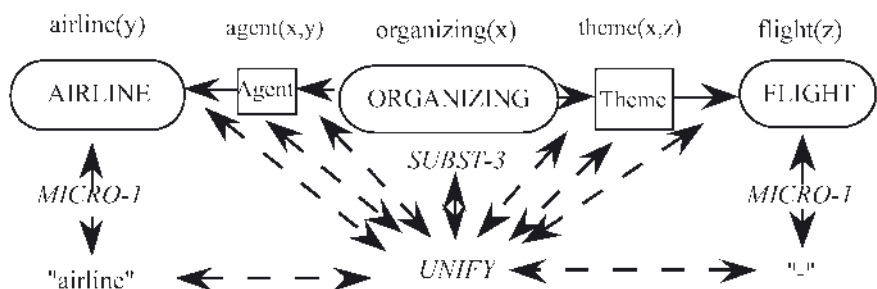 airline(y) agent(x,y) organizing(x) theme(x,z) flight(z)
AIRLINE Agent ORGANIZING Theme FLIGHT
SUBST-3
MICRO-1 MICRO-1
"airline" UNIFY "-"